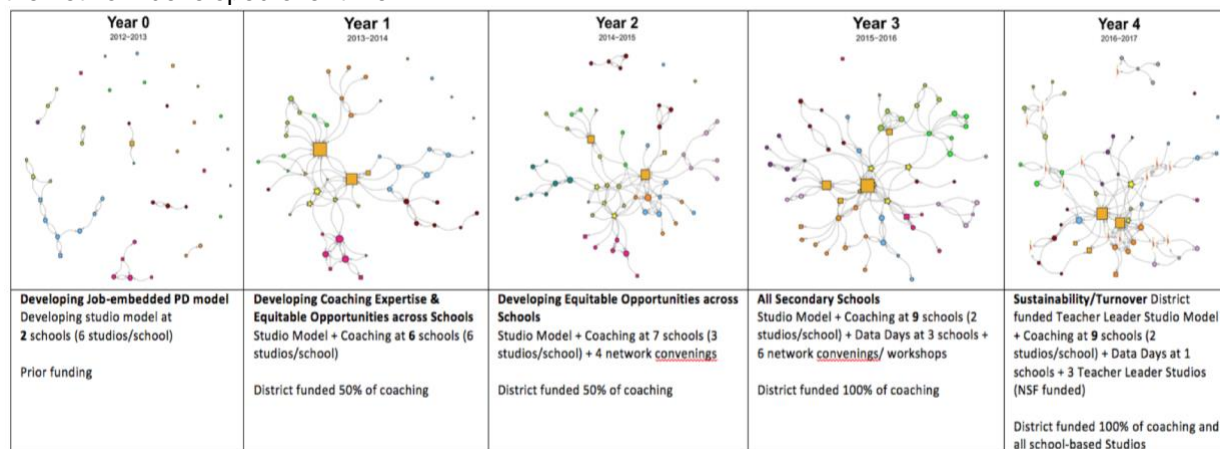 Year 0
2012-2013
Year 1
2013-2014
Year 2
2014-2015
Year 3
2015-2016
Year 4
2016-2017
Developing Job-embedded PD model
Developing studio model at
2 schools (6 studios/school)
Prior funding
Developing Coaching Expertise &
Equitable Opportunities across Schools
Studio Model + Coaching at 6 schools (6
studios/school)
District funded 50% of coaching
Developing Equitable Opportunities across
Schools
Studio Model + Coaching at 7 schools (3
studios/school) + 4 network convenings
District funded 50% of coaching
All Secondary Schools
Studio Model + Coaching at 9 schools (2
studios/school) + Data Days at 3 schools +
6 network convenings/ workshops
District funded 100% of coaching
Sustainability/Turnover District
funded Teacher Leader Studio Model
+ Coaching at 9 schools (2
studios/school) + Data Days at 1
schools + 3 Teacher Leader Studios
(NSF funded)
District funded 100% of coaching and
all school-based Studios